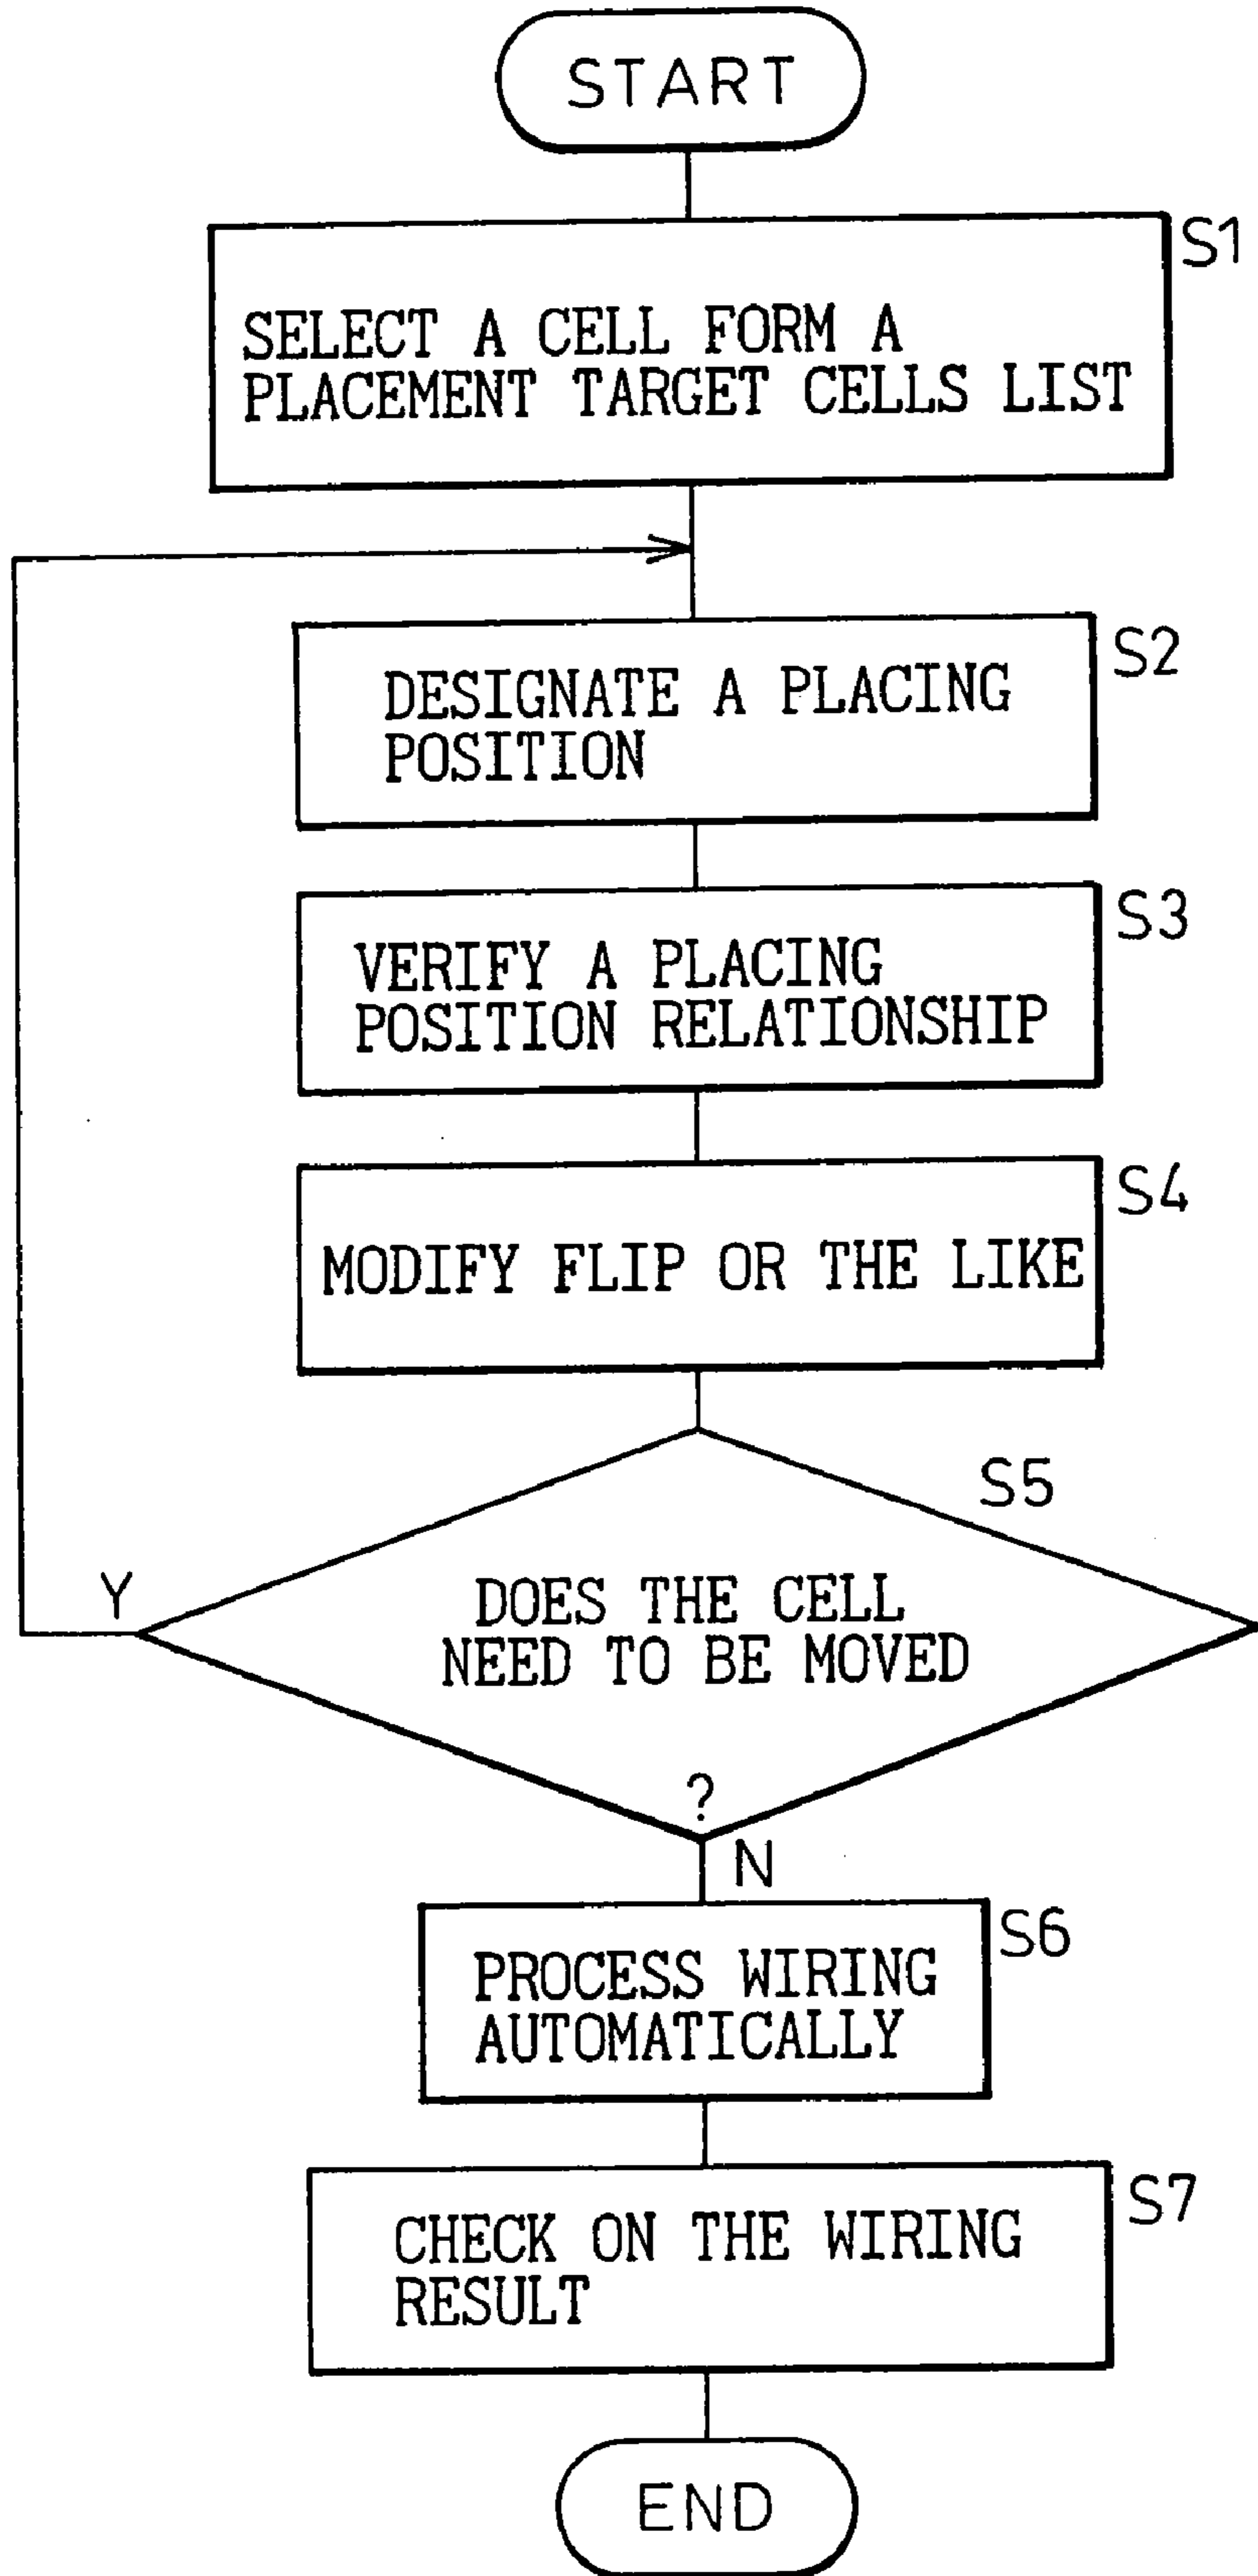 START
S1
SELECT A CELL FORM A
PLACEMENT TARGET CELLS LIST
S2
DESIGNATE A PLACING
POSITION
S3
VERIFY A PLACING
POSITION RELATIONSHIP
S4
MODIFY FLIP OR THE LIKE
S5
Y
DOES THE CELL
NEED TO BE MOVED
?
N
S6
PROCESS WIRING
AUTOMATICALLY
S7
CHECK ON THE WIRING
RESULT
END